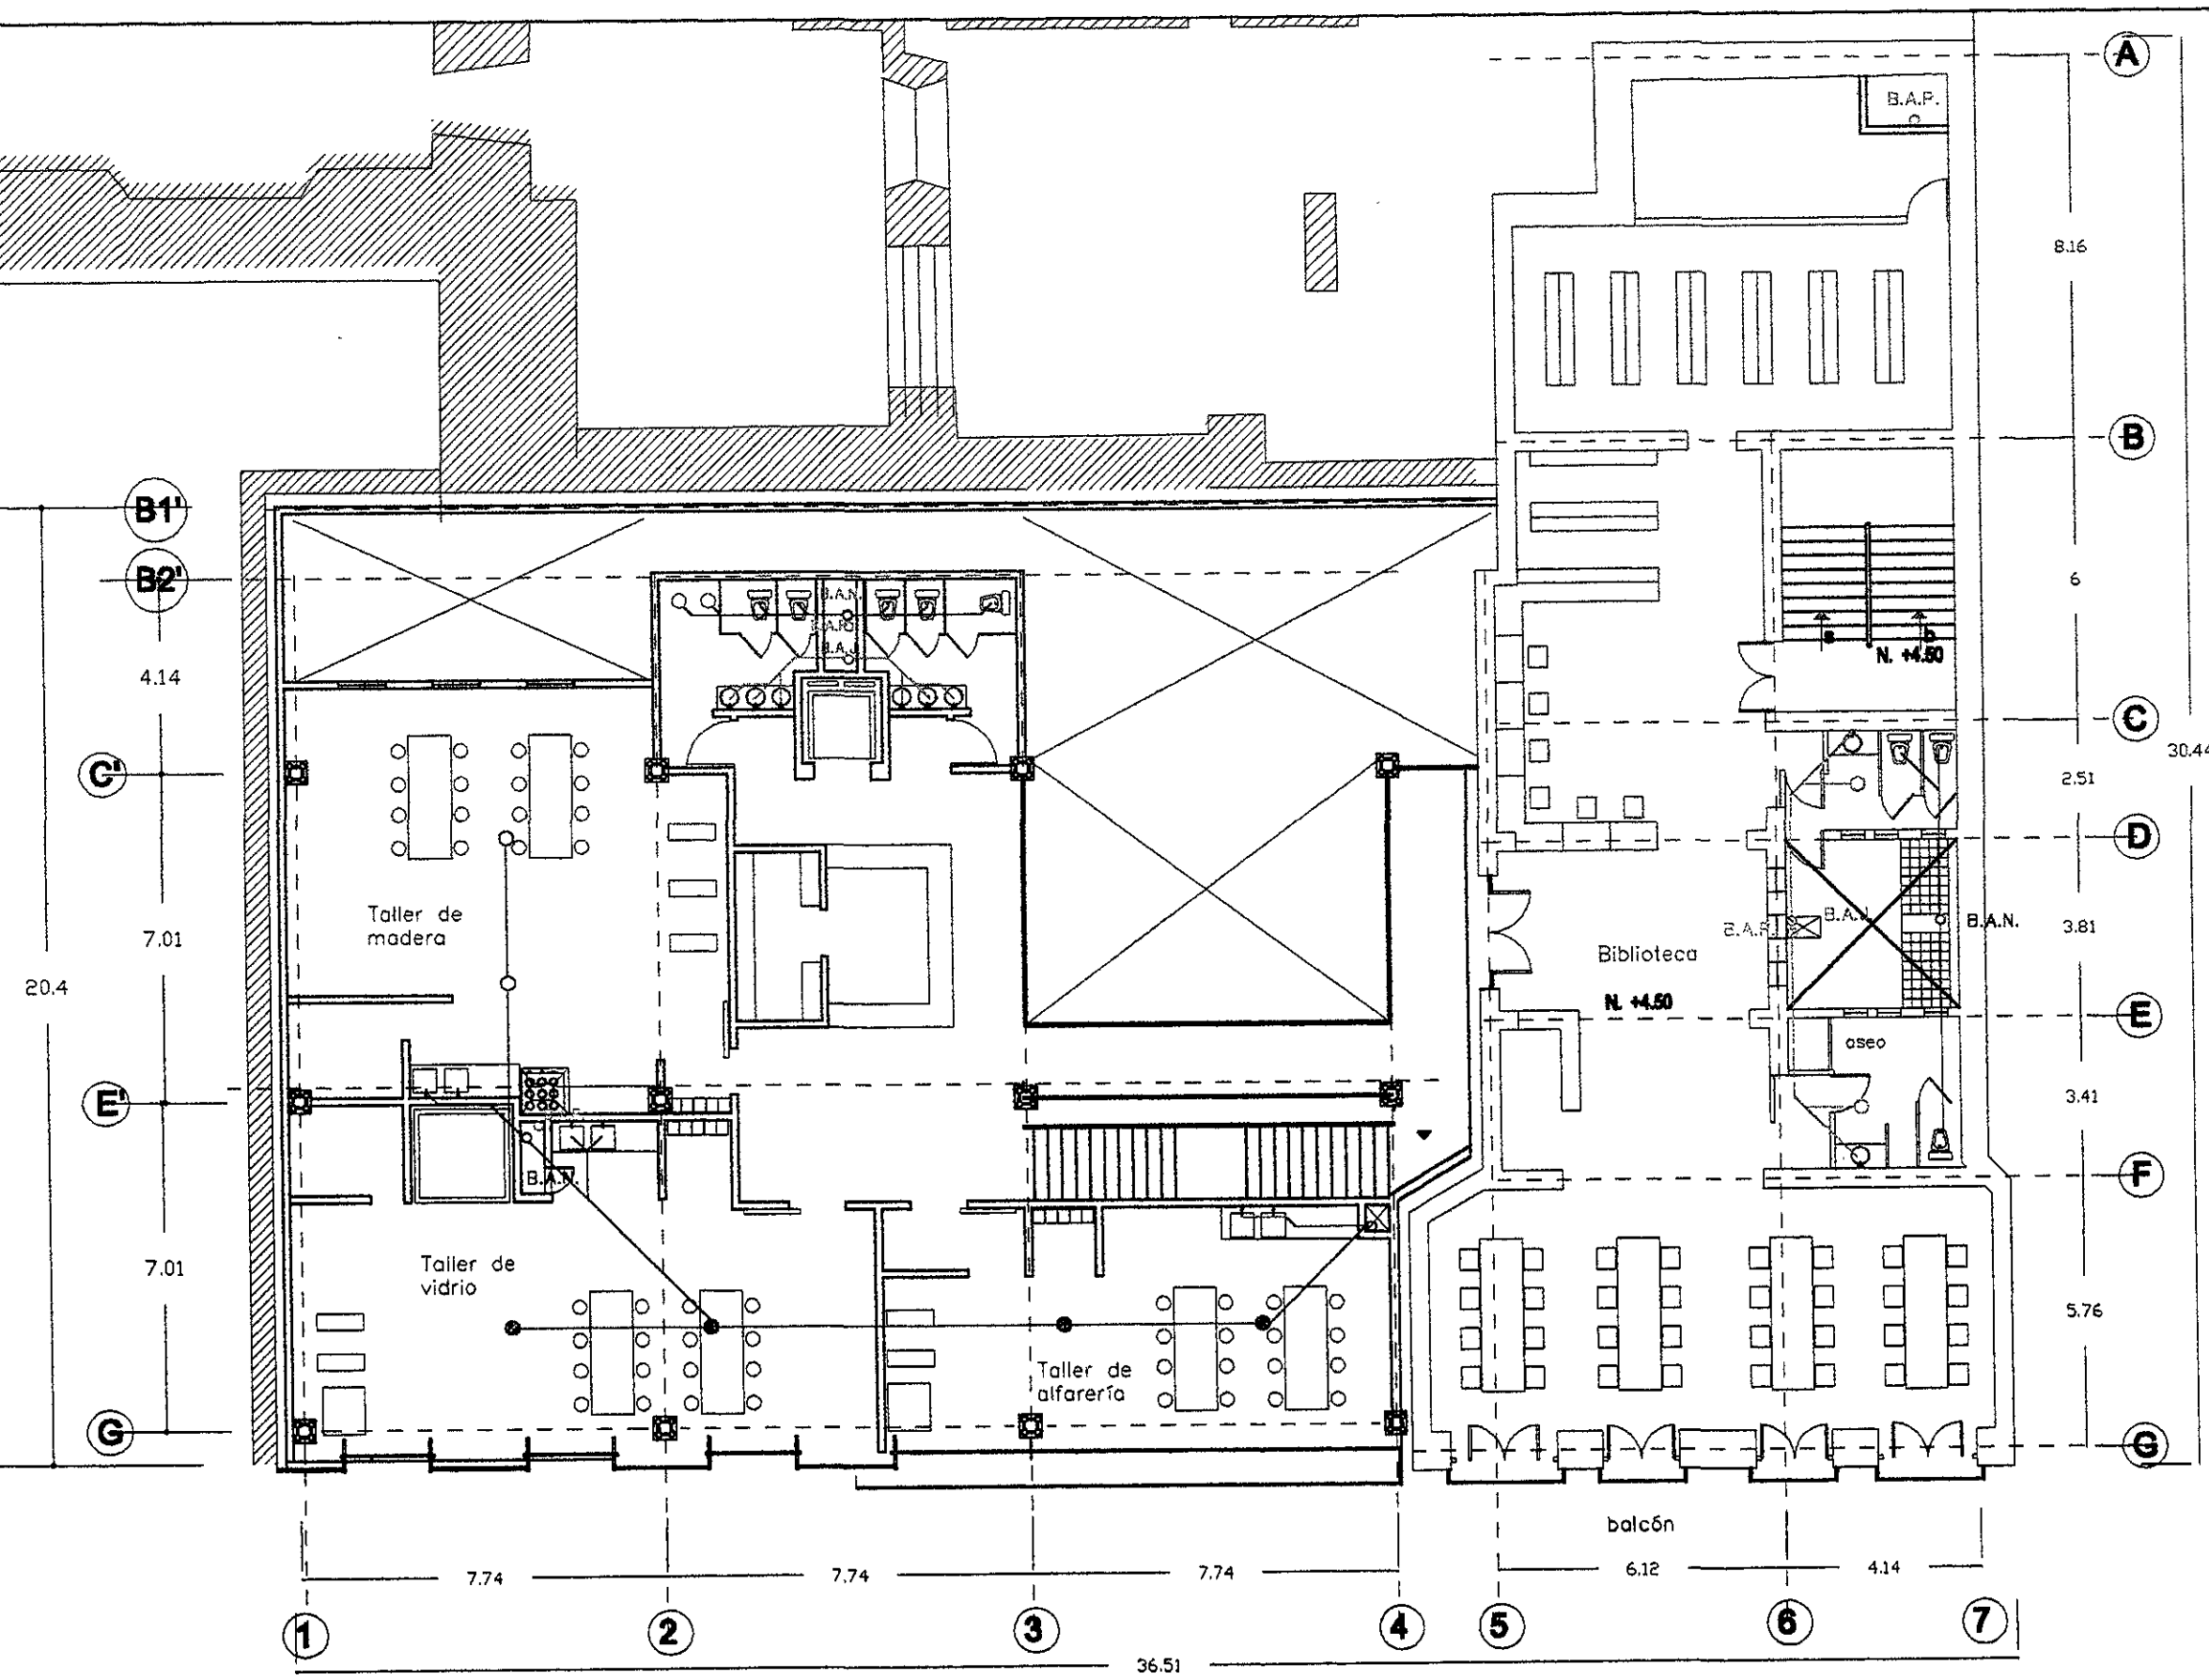 A
B.A.P.
8.16
B
B1'
B2'
B.A.N.
6
4.14
a
b
N. +4.50
C
C'
30.44
2.51
D
Taller de
madera
7.01
B.A.N.
3.81
Biblioteca
20.4
N. +4.50
E
aseo
E'
3.41
F
B.A.N.
7.01
Taller de
vidrio
5.76
Taller de
alfarería
G
G
balcón
7.74
7.74
7.74
6.12
4.14
1
2
3
4
5
6
7
36.51